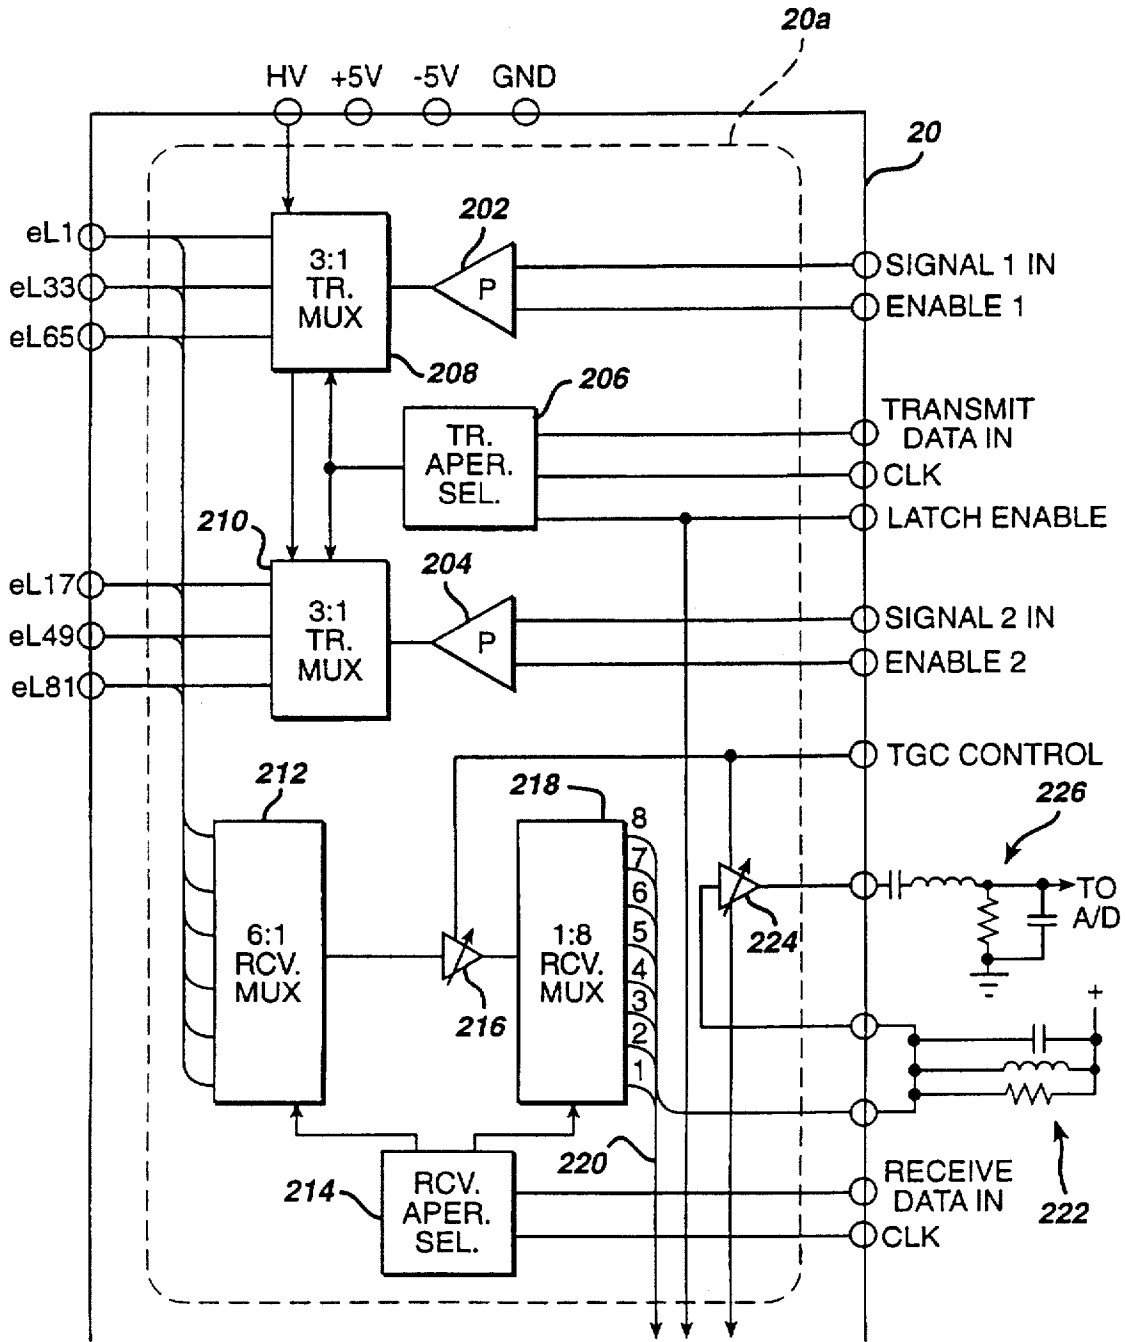 20a
HV +5V -5V GND
20
eL1
eL33
eL65
3:1
TR.
MUX
202
P
SIGNAL 1 IN
ENABLE 1
208
206
TR.
APER.
SEL.
TRANSMIT
DATA IN
CLK
LATCH ENABLE
210
eL17
eL49
eL81
3:1
TR.
MUX
204
P
SIGNAL 2 IN
ENABLE 2
TGC CONTROL
212
218
226
6:1
RCV.
MUX
216
1:8
RCV.
MUX
8
7
6
5
4
3
2
1
224
TO
A/D
+
222
220
214
RCV.
APER.
SEL.
RECEIVE
DATA IN
CLK